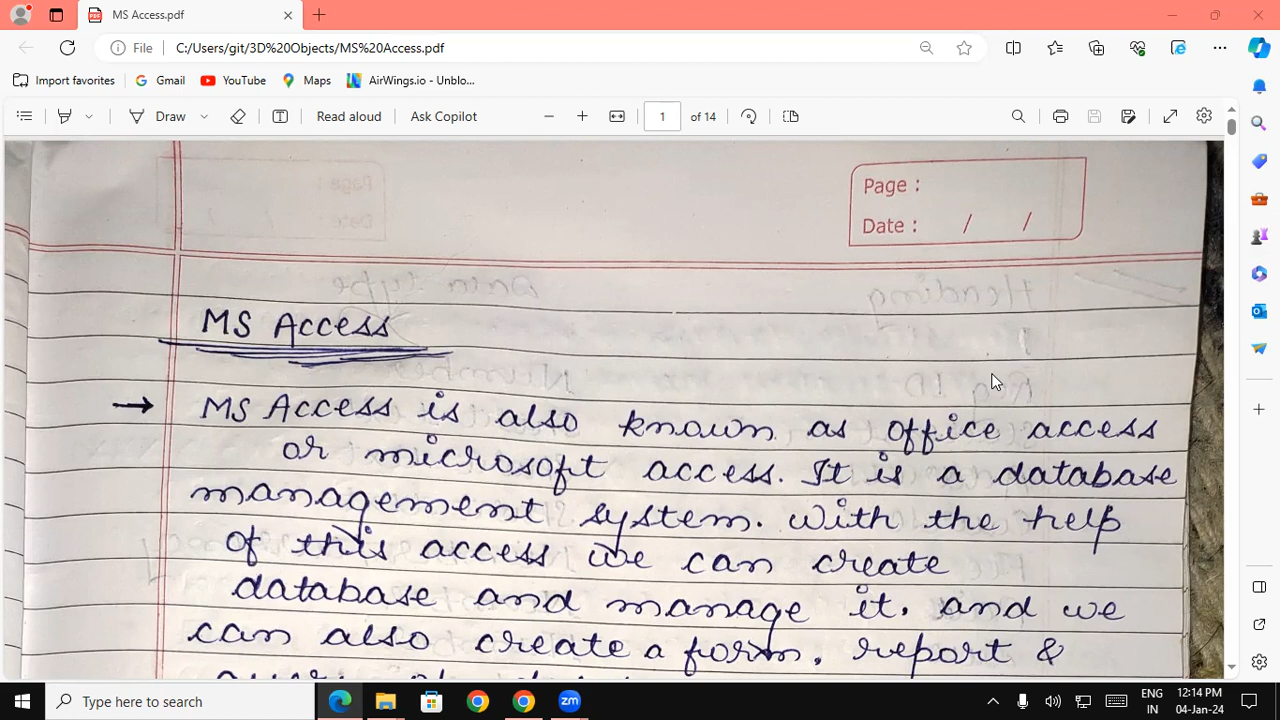 MS Access.pdf
File C:/Users/git/3D%20Objects/MS%20Access.pdf
Import favorites Gmail YouTube Maps AirWings.io - Unblo...
Draw Read aloud Ask Copilot 1 of 14
Page :
Date : / /
MS Access
→ MS Access is also known as office access
or microsoft access. It is a database
management system. with the help
of this access we can create
database and manage it. and we
can also create a form, report &
Type here to search
zm
ENG
IN
12:14 PM
04-Jan-24